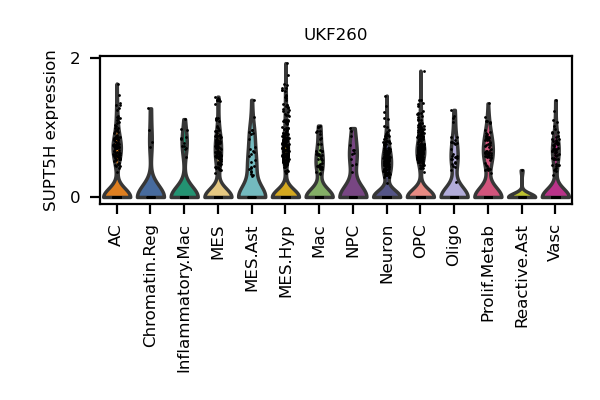 UKF260
SUPT5H expression
2
0
AC
Chromatin.Reg
Inflammatory.Mac
MES
MES.Ast
MES.Hyp
Mac
NPC
Neuron
OPC
Oligo
Prolif.Metab
Reactive.Ast
Vasc